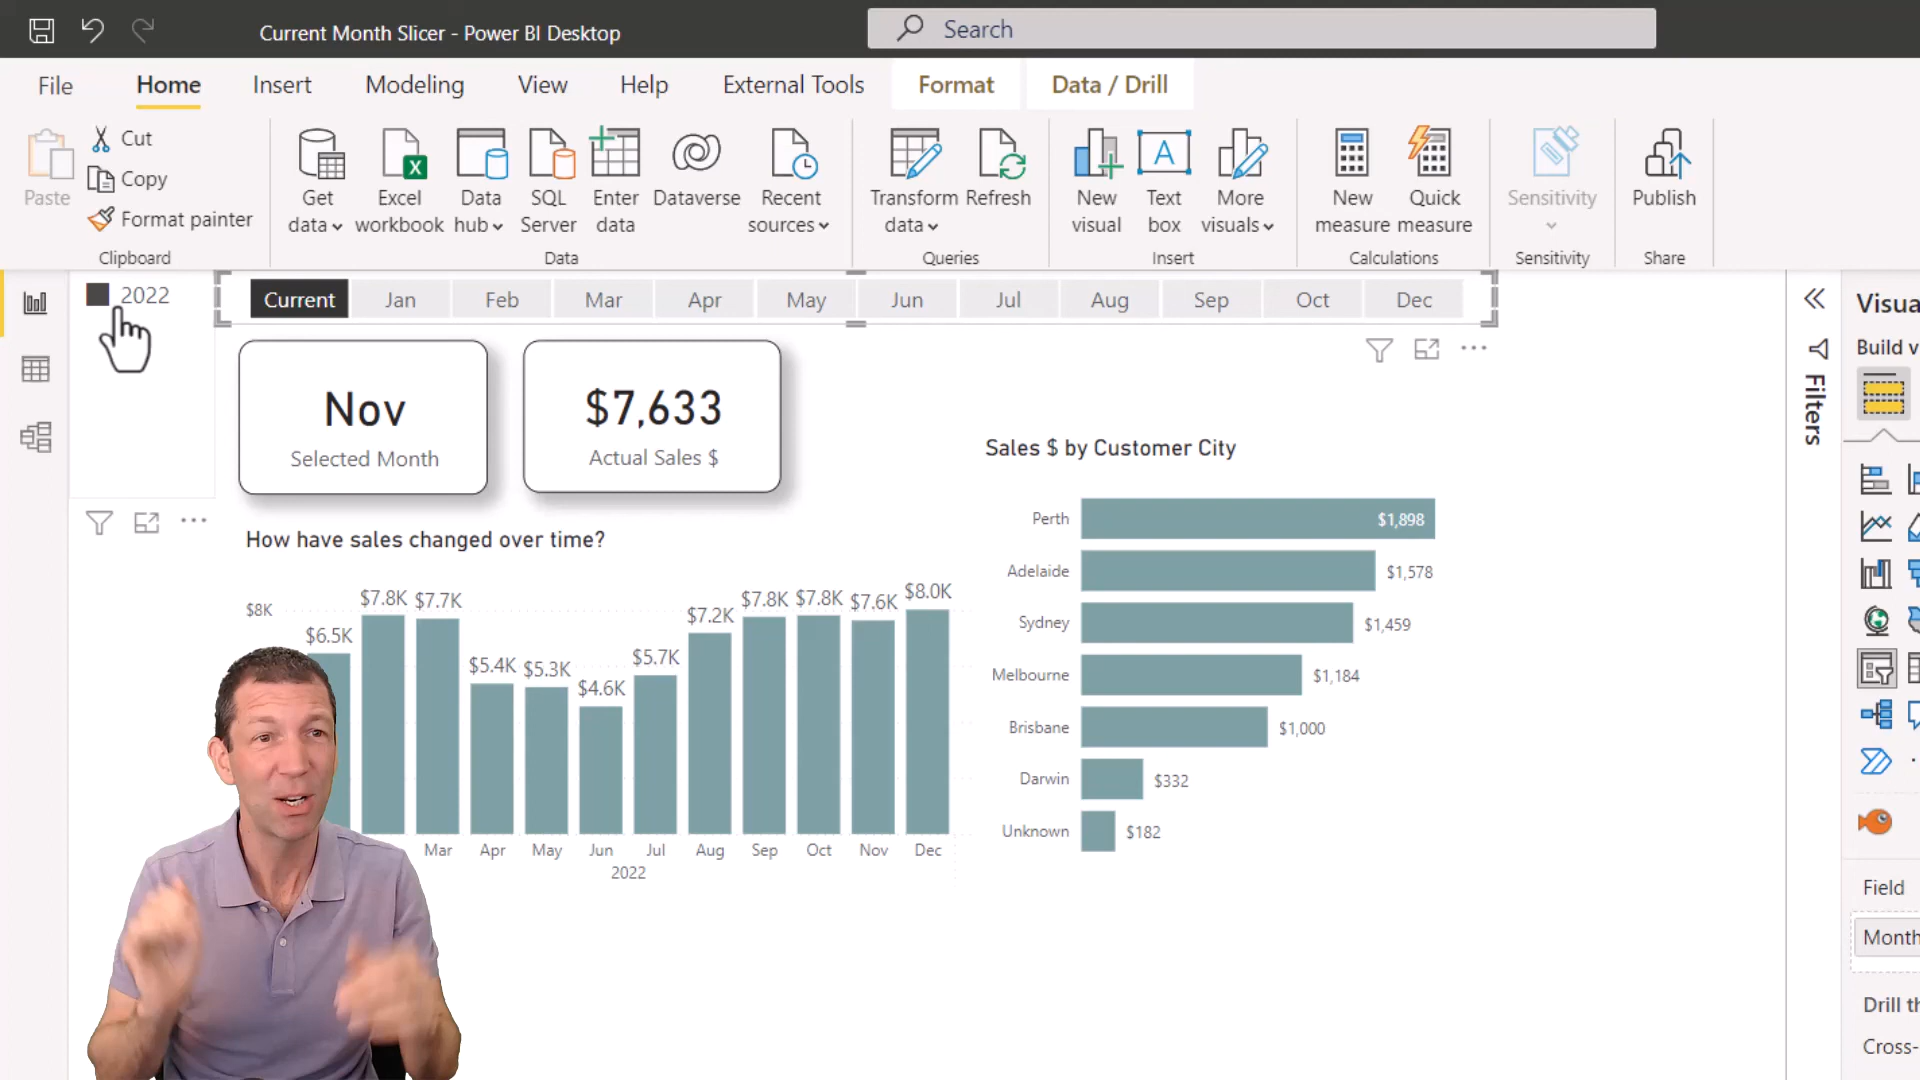 Current Month Slicer - Power BI Desktop
Search
File
Home
Insert
Modeling
View
Help
External Tools
Format
Data / Drill
Paste
Cut
Copy
Format painter
Clipboard
Get
data
Excel
workbook
Data
hub
SQL
Server
Enter
data
Dataverse
Recent
sources
Data
Transform
data
Refresh
Queries
New
visual
A
Text
box
More
visuals
Insert
New
measure
Quick
measure
Calculations
Sensitivity
Sensitivity
Publish
Share
2022
Current
Jan
Feb
Mar
Apr
May
Jun
Jul
Aug
Sep
Oct
Dec
Nov
Selected Month
$7,633
Actual Sales $
How have sales changed over time?
$8K
$6.5K
$7.8K
$7.7K
$5.4K
$5.3K
$4.6K
$5.7K
$7.2K
$7.8K
$7.8K
$7.6K
$8.0K
Mar
Apr
May
Jun
Jul
Aug
Sep
Oct
Nov
Dec
2022
Sales $ by Customer City
Perth
$1,898
Adelaide
$1,578
Sydney
$1,459
Melbourne
$1,184
Brisbane
$1,000
Darwin
$332
Unknown
$182
Filters
Visua
Build v
Field
Month
Drill th
Cross-